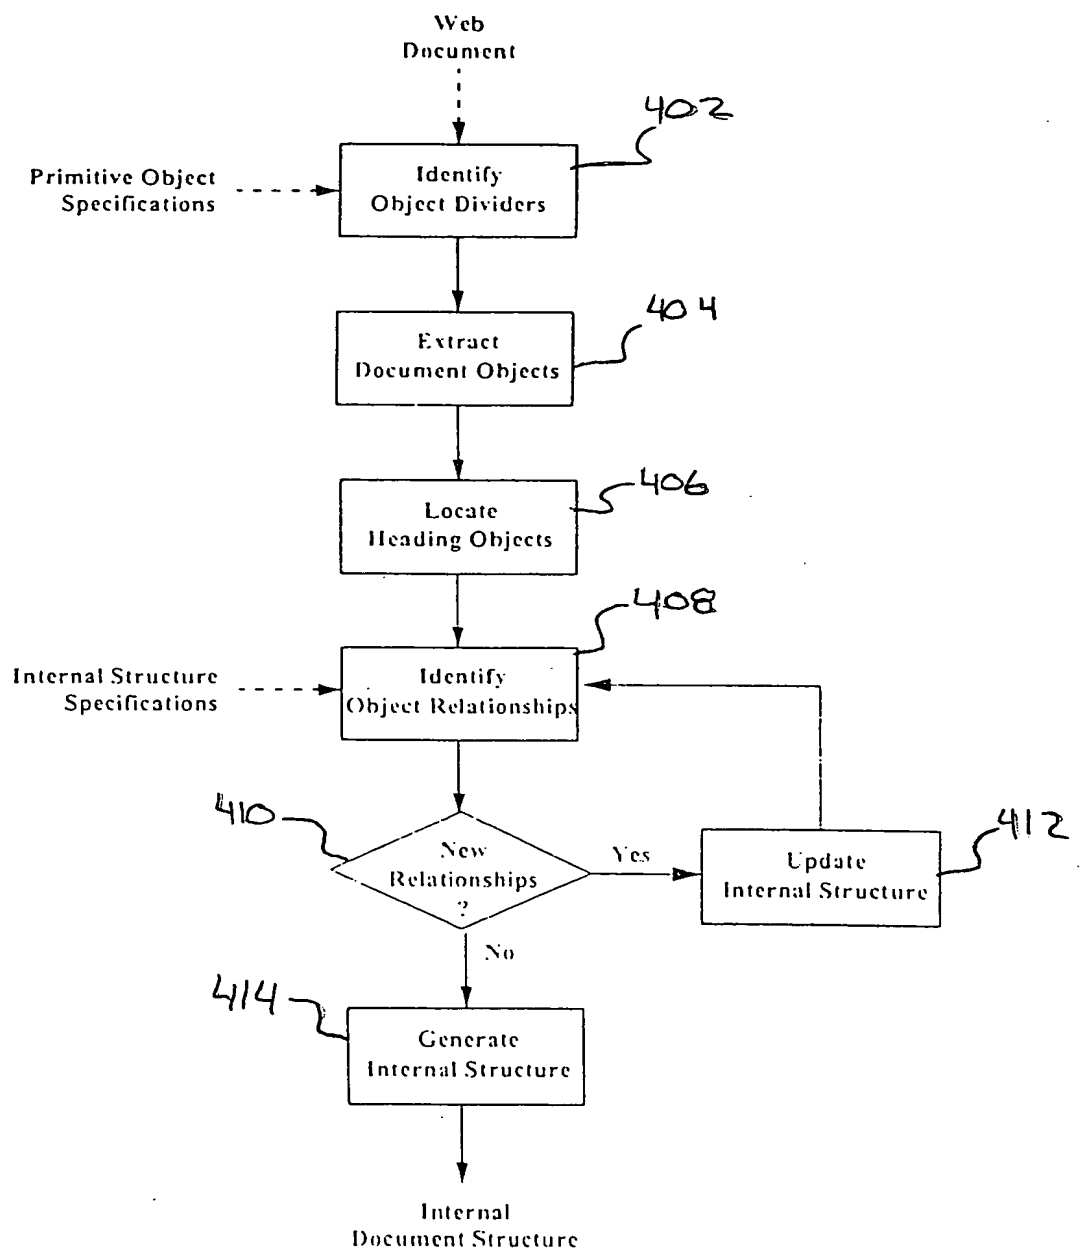 Web
Document
402
Primitive Object
Specifications
Identify
Object Dividers
404
Extract
Document Objects
406
Locate
Heading Objects
408
Internal Structure
Specifications
Identify
Object Relationships
410
New
Relationships
?
Yes
412
Update
Internal Structure
No
414
Generate
Internal Structure
Internal
Document Structure